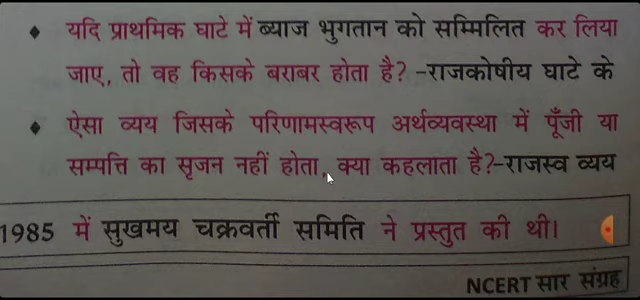 ♦ यदि प्राथमिक घाटे में ब्याज भुगतान को सम्मिलित कर लिया
जाए, तो वह किसके बराबर होता है? –राजकोषीय घाटे के
♦ ऐसा व्यय जिसके परिणामस्वरूप अर्थव्यवस्था में पूँजी या
सम्पत्ति का सृजन नहीं होता, क्या कहलाता है?–राजस्व व्यय
1985 में सुखमय चक्रवर्ती समिति ने प्रस्तुत की थी।
NCERT सार संग्रह